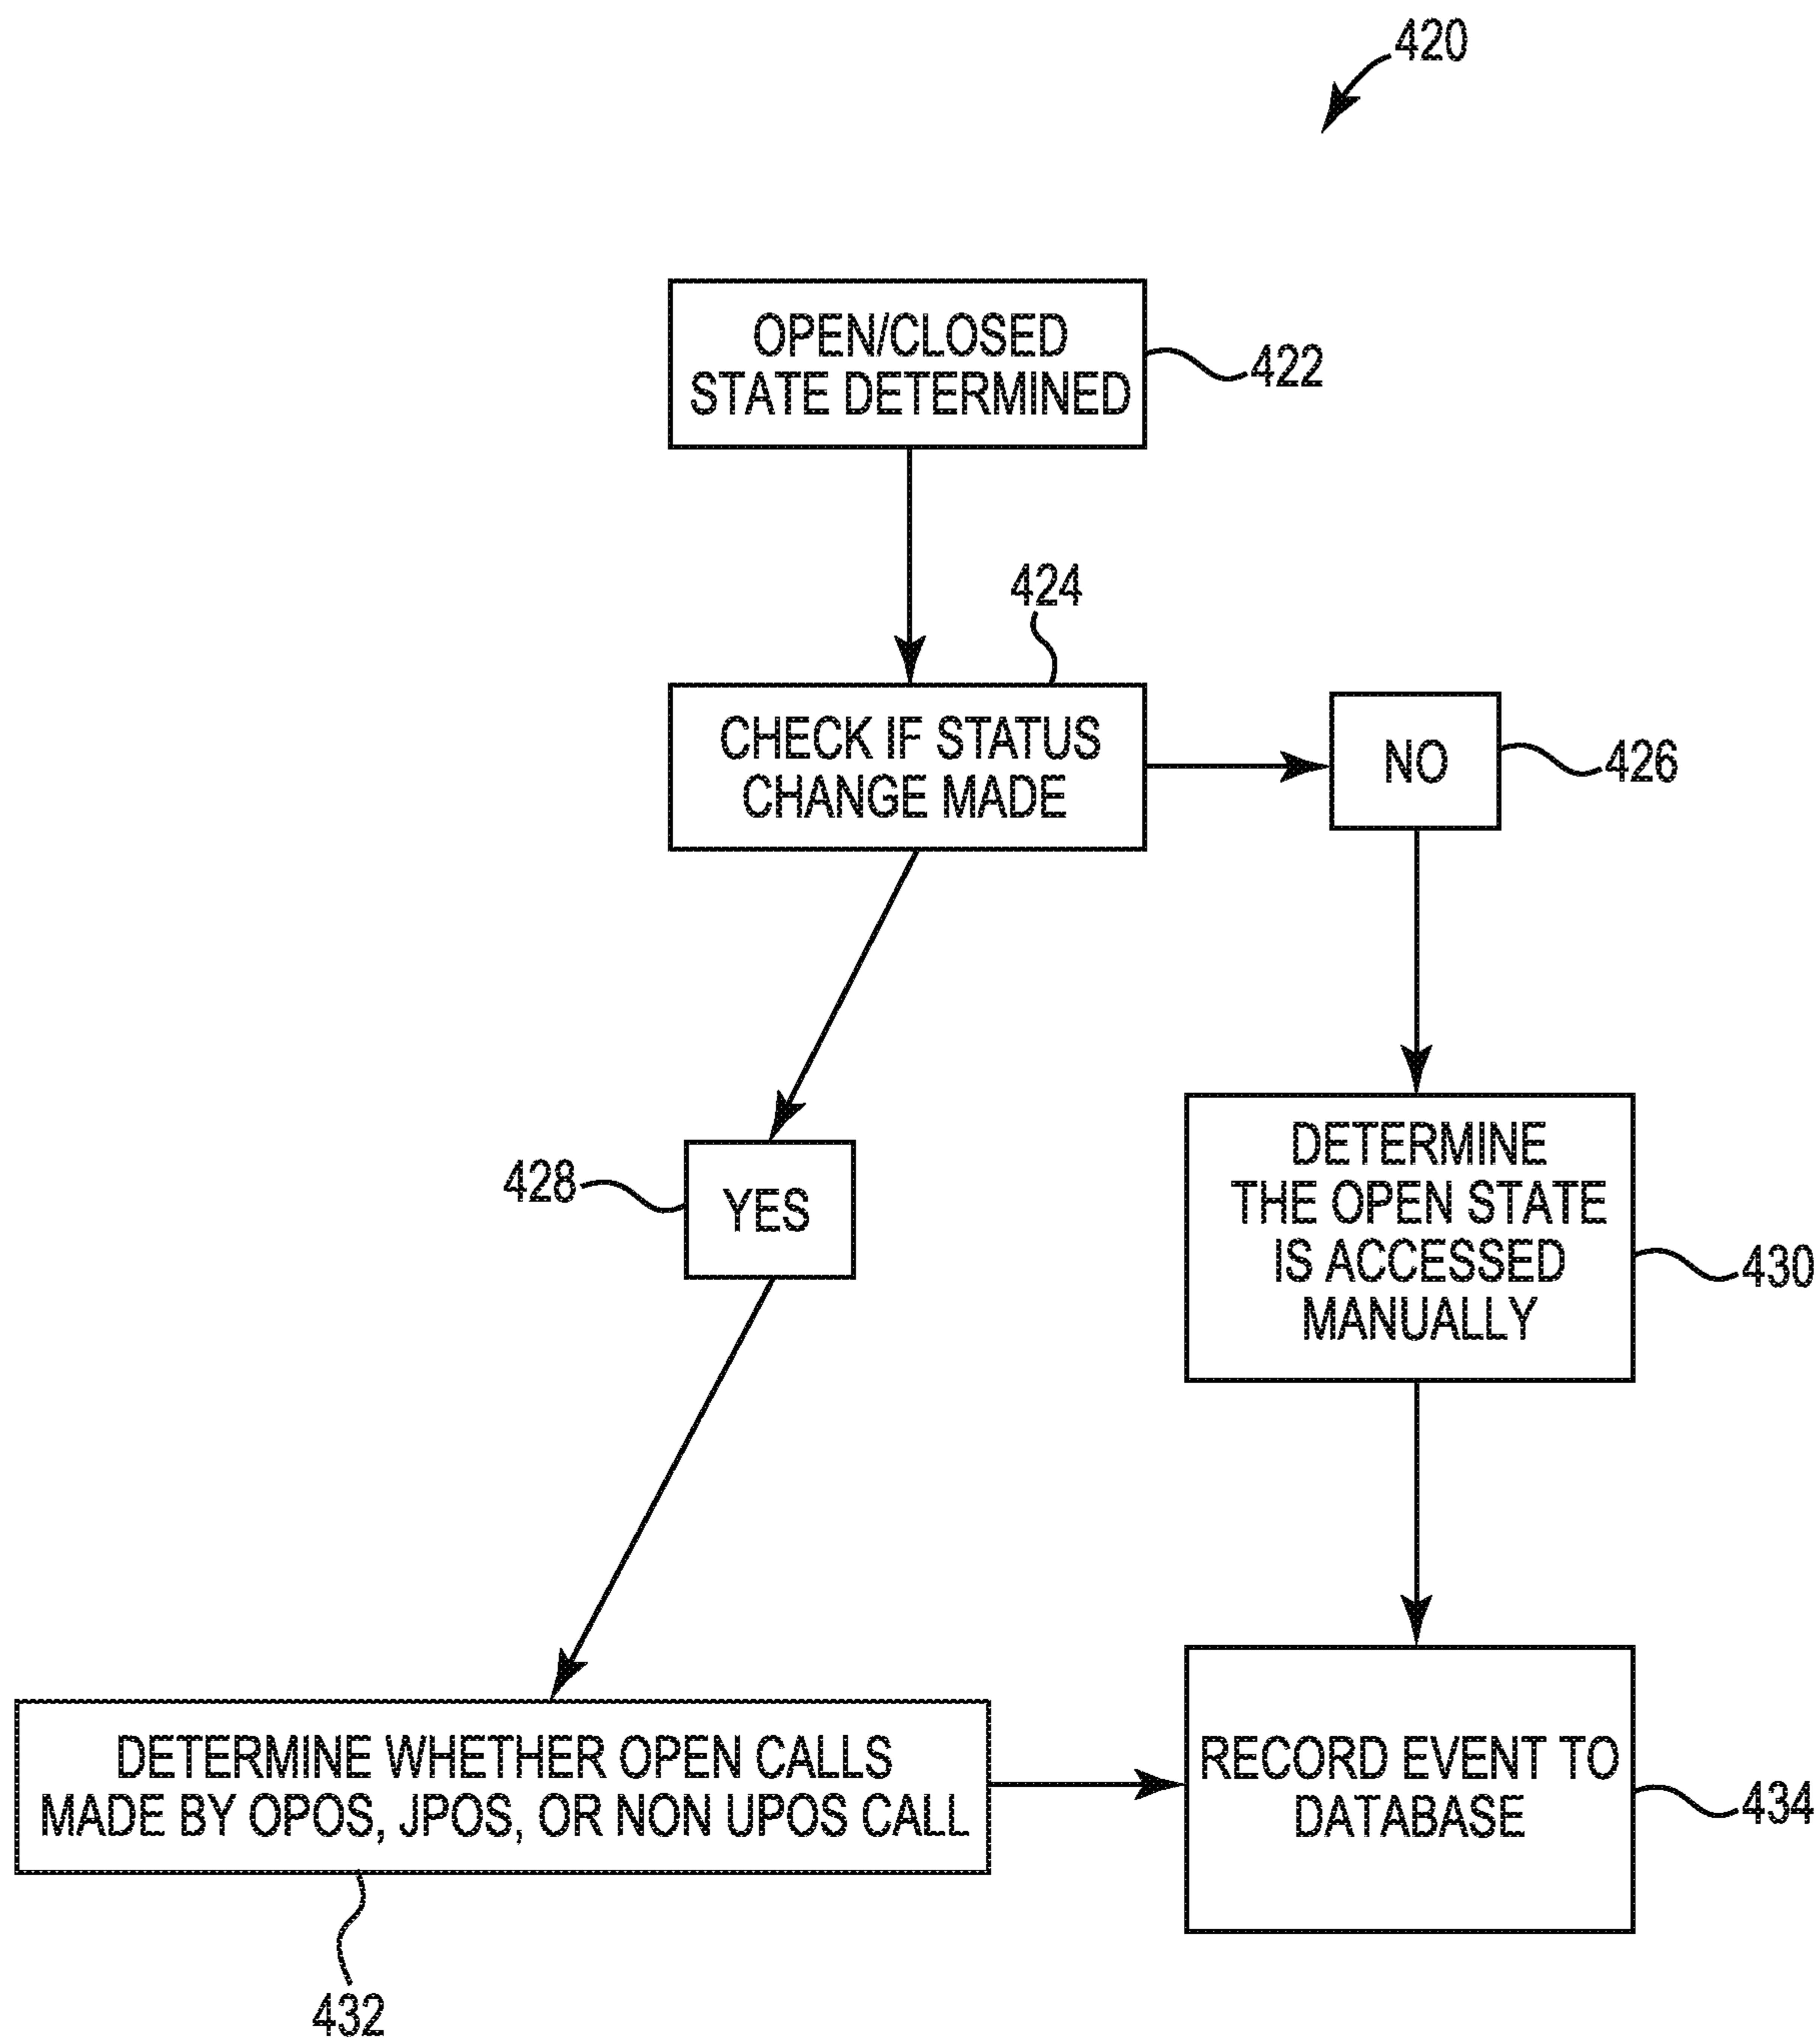 420
OPEN/CLOSED
STATE DETERMINED
422
424
CHECK IF STATUS
CHANGE MADE
NO
426
428
YES
DETERMINE
THE OPEN STATE
IS ACCESSED
MANUALLY
430
DETERMINE WHETHER OPEN CALLS
MADE BY OPOS, JPOS, OR NON UPOS CALL
432
RECORD EVENT TO
DATABASE
434